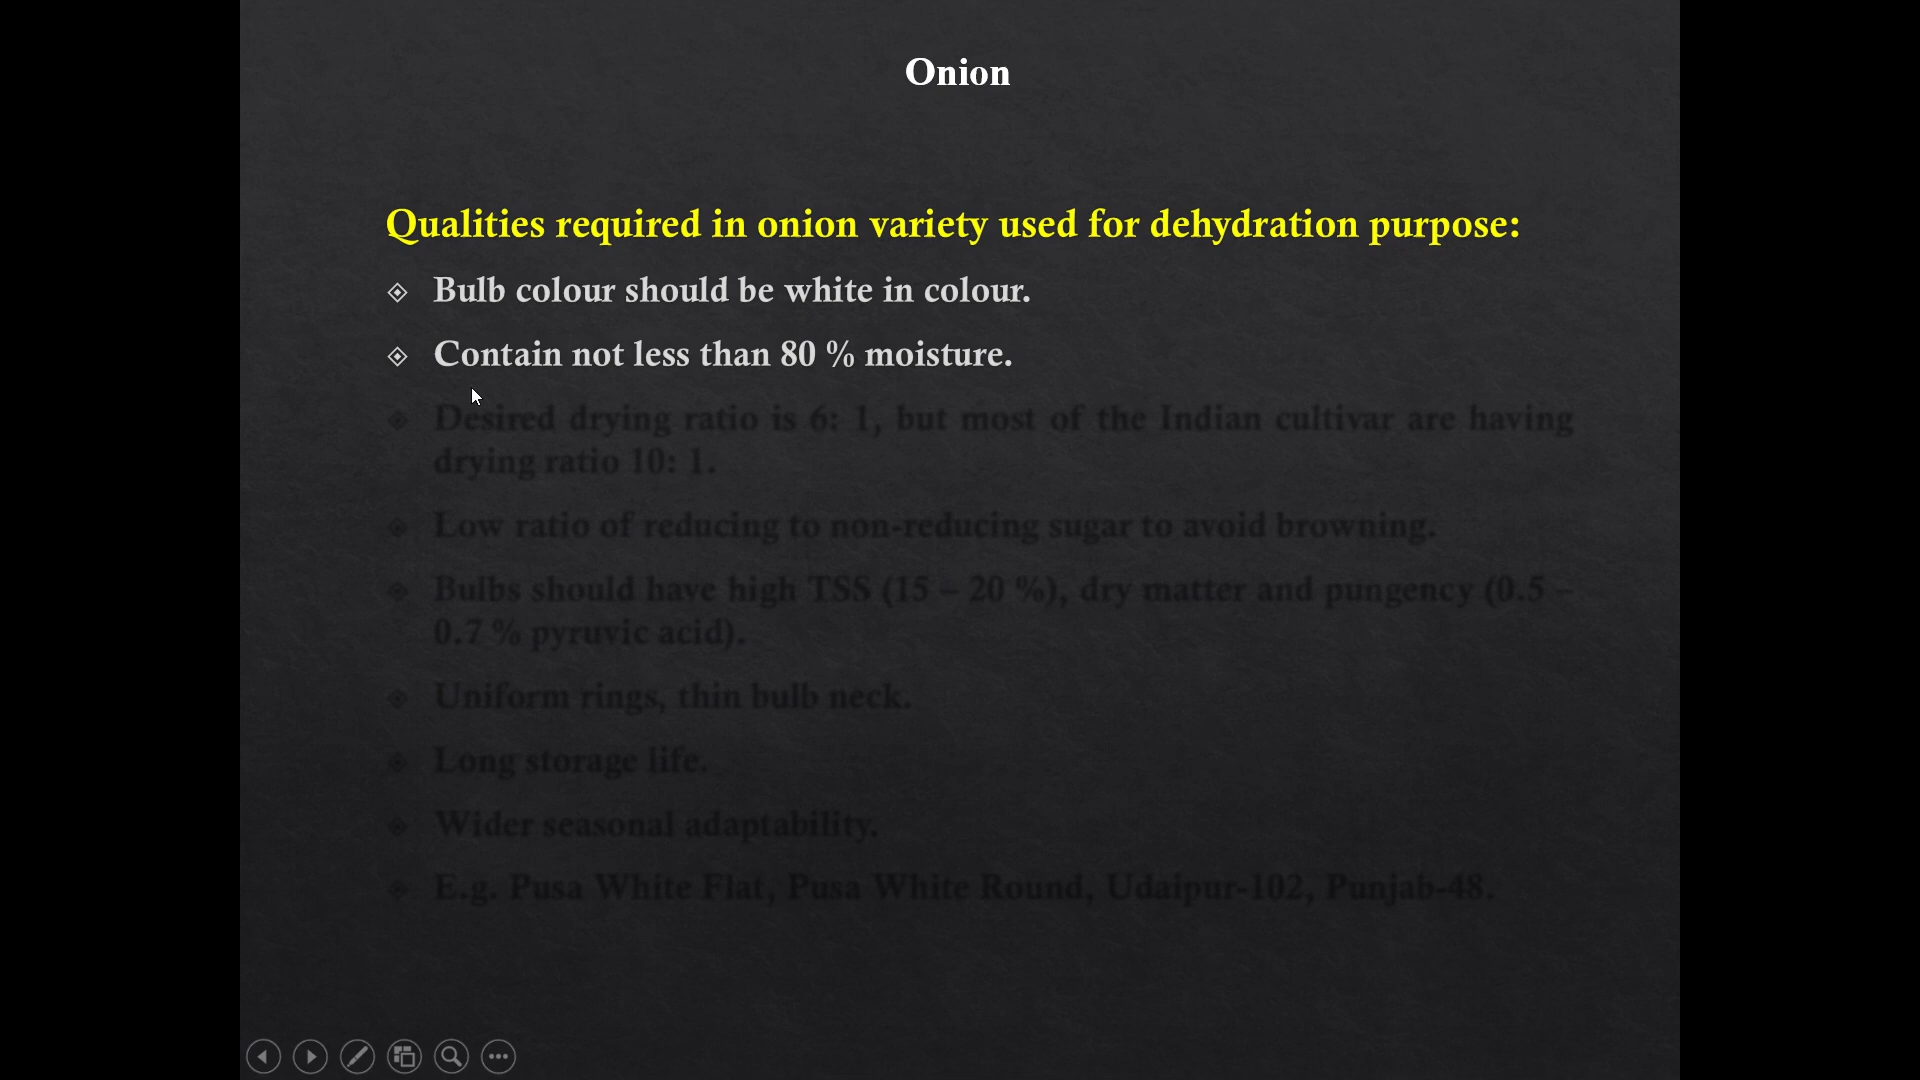 Onion
Qualities required in onion variety used for dehydration purpose:
Bulb colour should be white in colour.
Contain not less than 80 % moisture.
Desired drying ratio is 6: 1, but most of the Indian cultivar are having
drying ratio 10: 1.
Low ratio of reducing to non-reducing sugar to avoid browning.
Bulbs should have high TSS (15 – 20 %), dry matter and pungency (0.5 –
0.7 % pyruvic acid).
Uniform rings, thin bulb neck.
Long storage life.
Wider seasonal adaptability.
E.g. Pusa White Flat, Pusa White Round, Udaipur-102, Punjab-48.